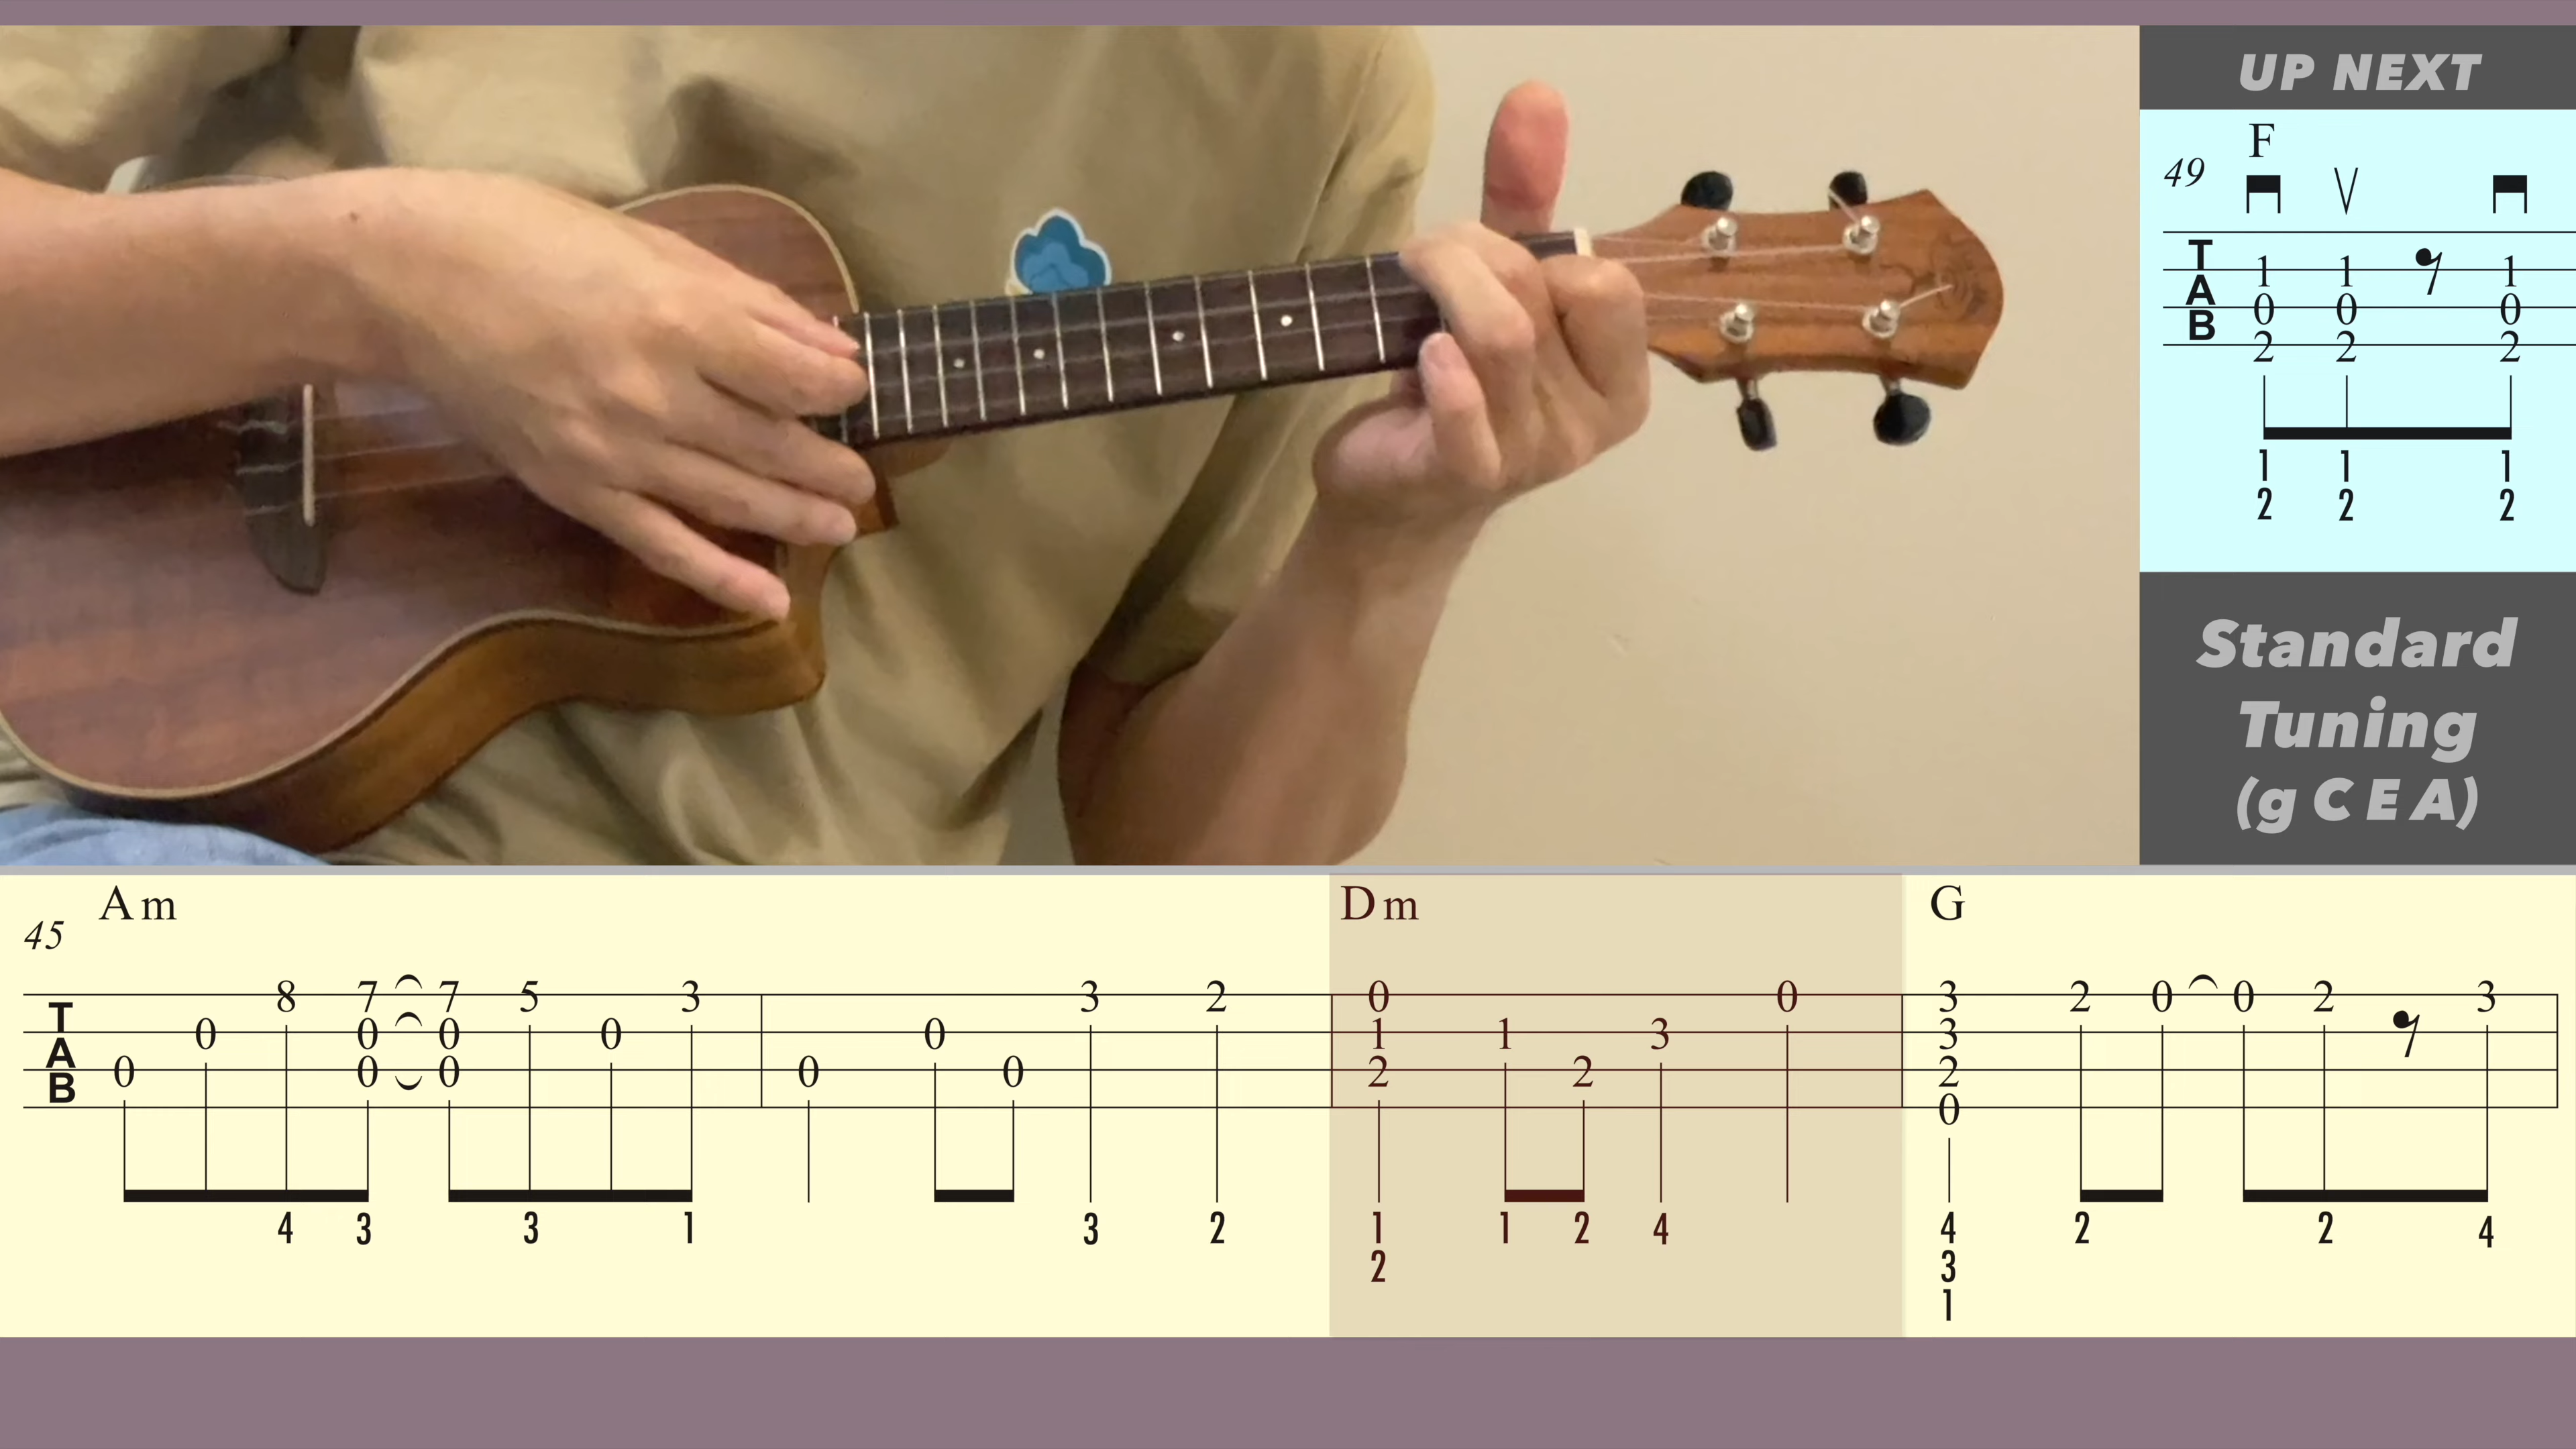 UP NEXT
F
49
T
A
B
1 1 1
0 0 0
2 2 2
1 1 1
2 2 2
Standard
Tuning
(g C E A)
Am Dm G
45
T
A
B
8 7 7 5 3 3 2 0 0 3 2 0 0 2 3
0 0 0 0 0 1 1 3 3
0 0 0 0 0 2 2 2
0
4 3 3 1 3 2 1 1 2 4 4 2 2 4
2 3
1